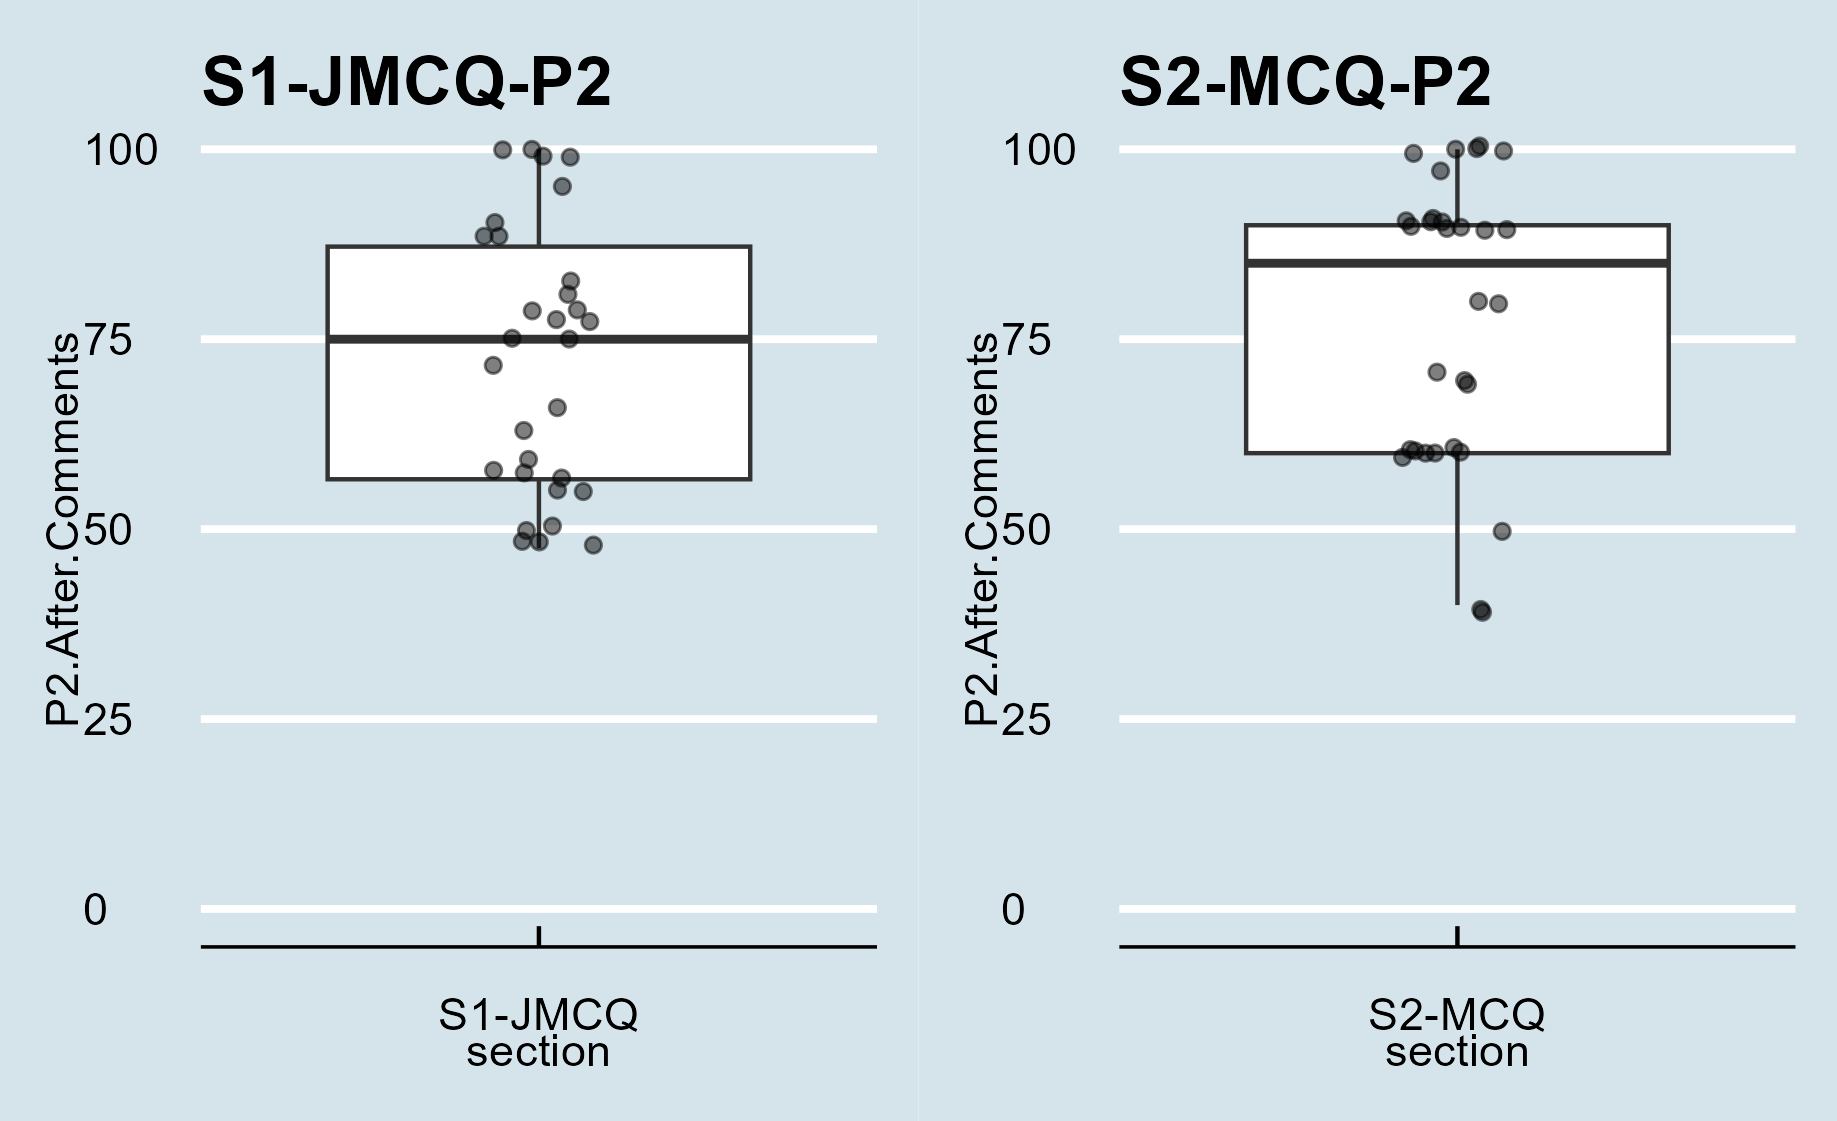 S1-JMCQ-P2
100
75
50
25
0
P2.After.Comments
S1-JMCQ
section
S2-MCQ-P2
100
75
50
25
0
P2.After.Comments
S2-MCQ
section